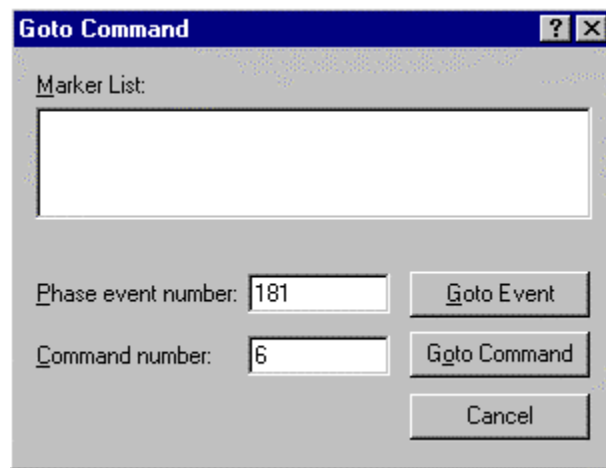 Goto Command
Marker List:
Phase event number: 181 Goto Event
Command number: 6 Goto Command
Cancel